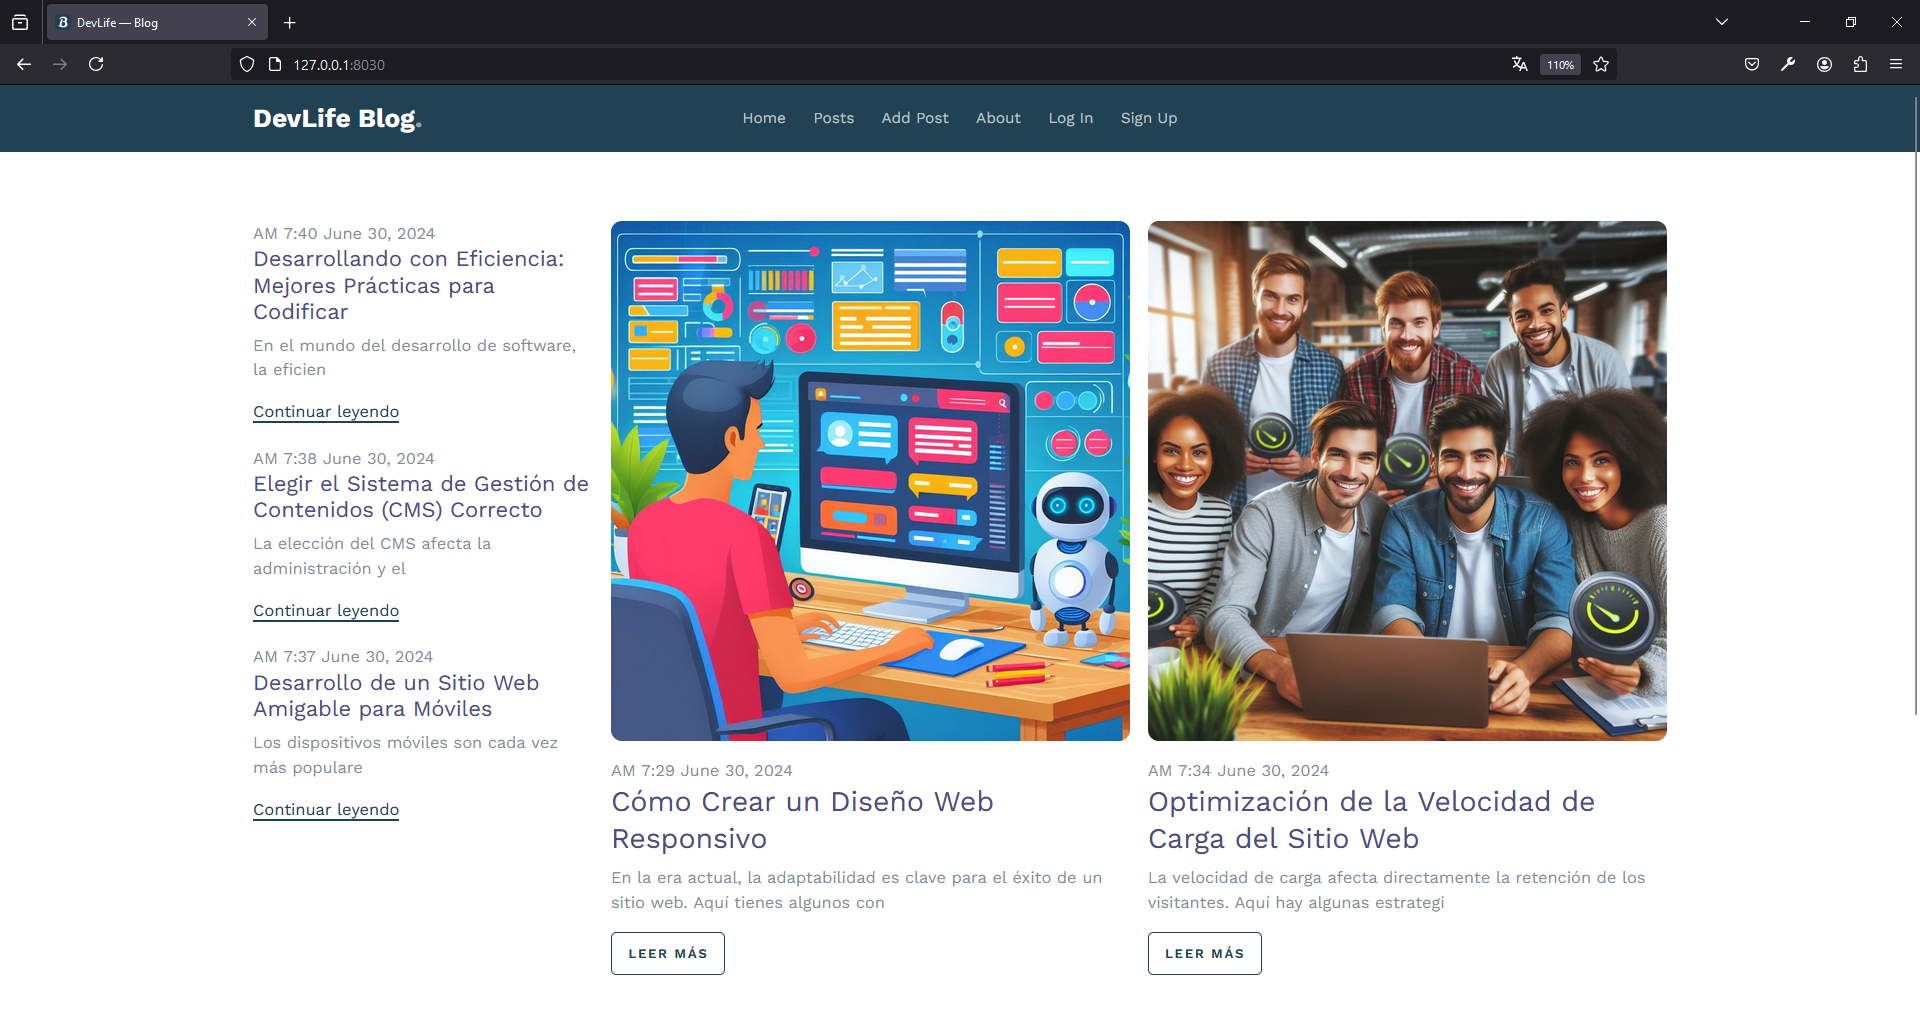 DevLife — Blog
127.0.0.1:8030
110%
DevLife Blog.
Home Posts Add Post About Log In Sign Up
AM 7:40 June 30, 2024
Desarrollando con Eficiencia:
Mejores Prácticas para
Codificar
En el mundo del desarrollo de software,
la eficien
Continuar leyendo
AM 7:38 June 30, 2024
Elegir el Sistema de Gestión de
Contenidos (CMS) Correcto
La elección del CMS afecta la
administración y el
Continuar leyendo
AM 7:37 June 30, 2024
Desarrollo de un Sitio Web
Amigable para Móviles
Los dispositivos móviles son cada vez
más populare
Continuar leyendo
AM 7:29 June 30, 2024
Cómo Crear un Diseño Web
Responsivo
En la era actual, la adaptabilidad es clave para el éxito de un
sitio web. Aquí tienes algunos con
LEER MÁS
AM 7:34 June 30, 2024
Optimización de la Velocidad de
Carga del Sitio Web
La velocidad de carga afecta directamente la retención de los
visitantes. Aquí hay algunas estrategi
LEER MÁS